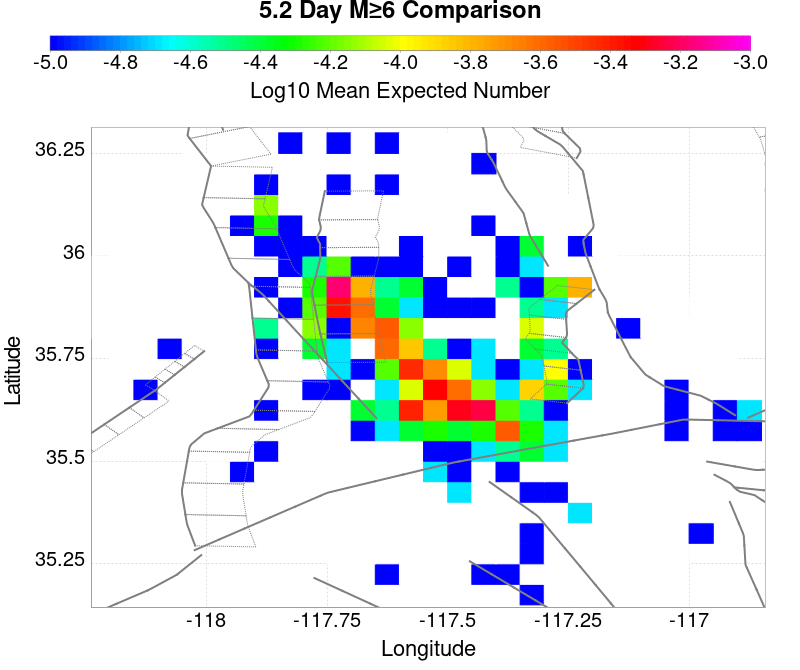 5.2 Day M≥6 Comparison
-5.0 -4.8 -4.6 -4.4 -4.2 -4.0 -3.8 -3.6 -3.4 -3.2 -3.0
Log10 Mean Expected Number
36.25
36
35.75
35.5
35.25
Latitude
-118 -117.75 -117.5 -117.25 -117
Longitude